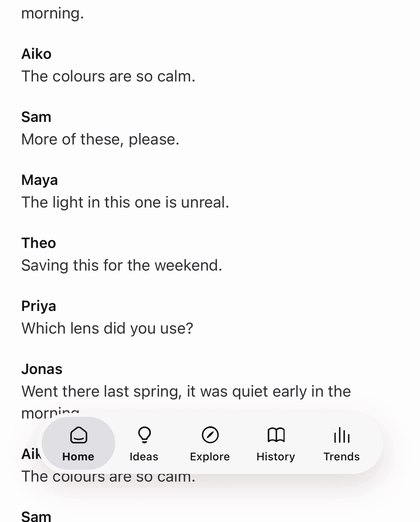 morning.
Aiko
The colours are so calm.
Sam
More of these, please.
Maya
The light in this one is unreal.
Theo
Saving this for the weekend.
Priya
Which lens did you use?
Jonas
Went there last spring, it was quiet early in the
morning
Home
Ideas
Explore
History
Trends
The colours are so calm.
Sam